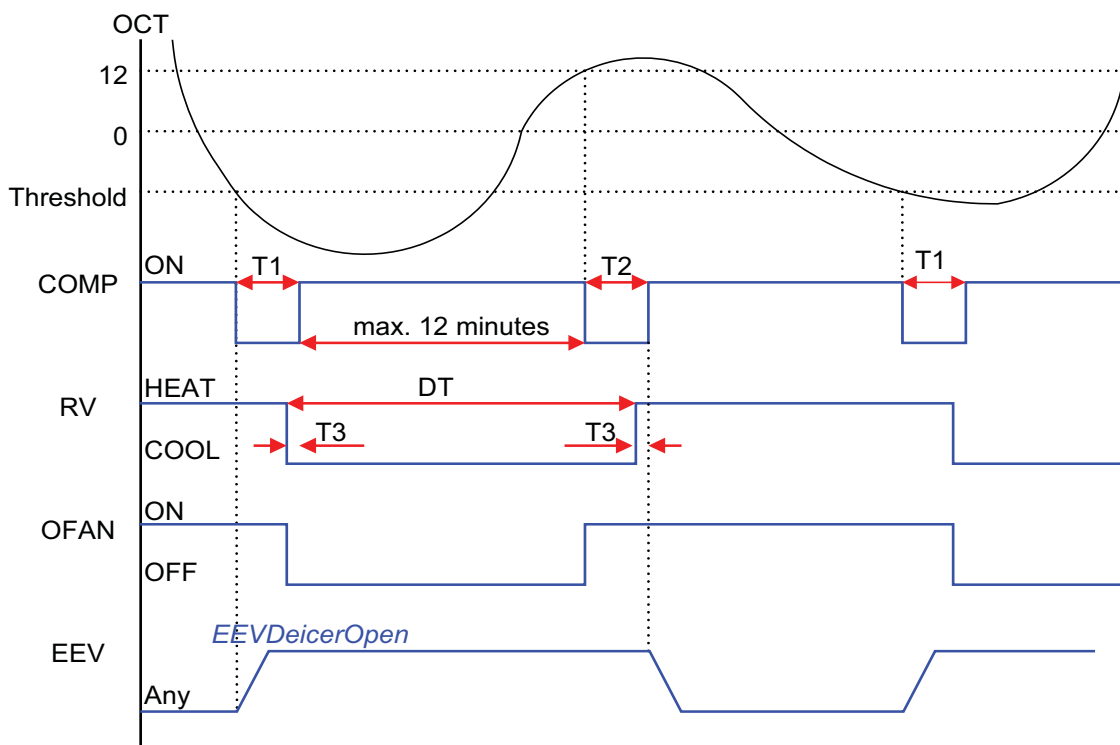 OCT
12
0
Threshold
COMP
ON
T1
T2
T1
max. 12 minutes
RV
HEAT
DT
COOL
T3
T3
OFAN
ON
OFF
EEV
EEVDeicerOpen
Any